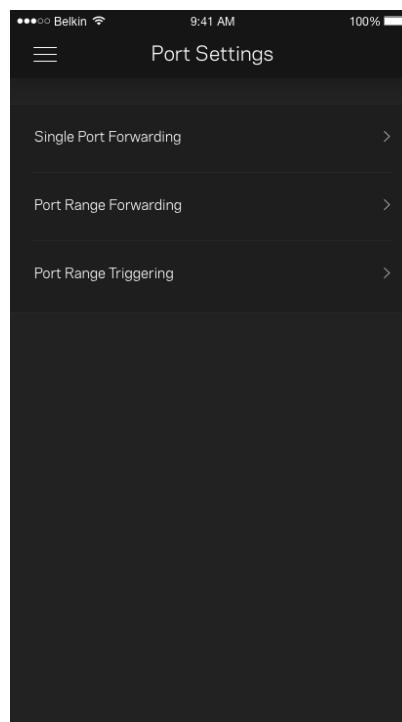 Belkin 9:41 AM 100%
Port Settings
Single Port Forwarding
Port Range Forwarding
Port Range Triggering